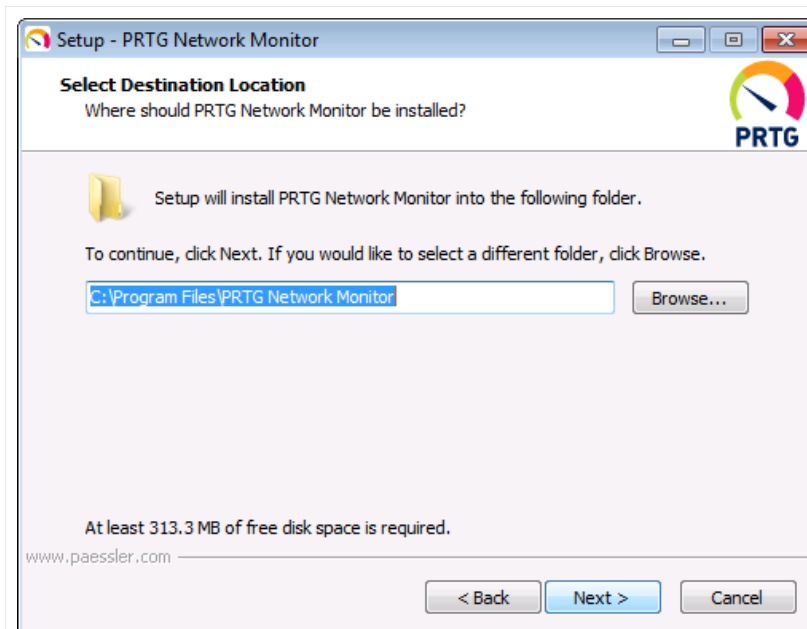 Setup - PRTG Network Monitor
Select Destination Location
Where should PRTG Network Monitor be installed?
PRTG
Setup will install PRTG Network Monitor into the following folder.
To continue, click Next. If you would like to select a different folder, click Browse.
C:\Program Files\PRTG Network Monitor
Browse...
At least 313.3 MB of free disk space is required.
www.paessler.com
< Back
Next >
Cancel